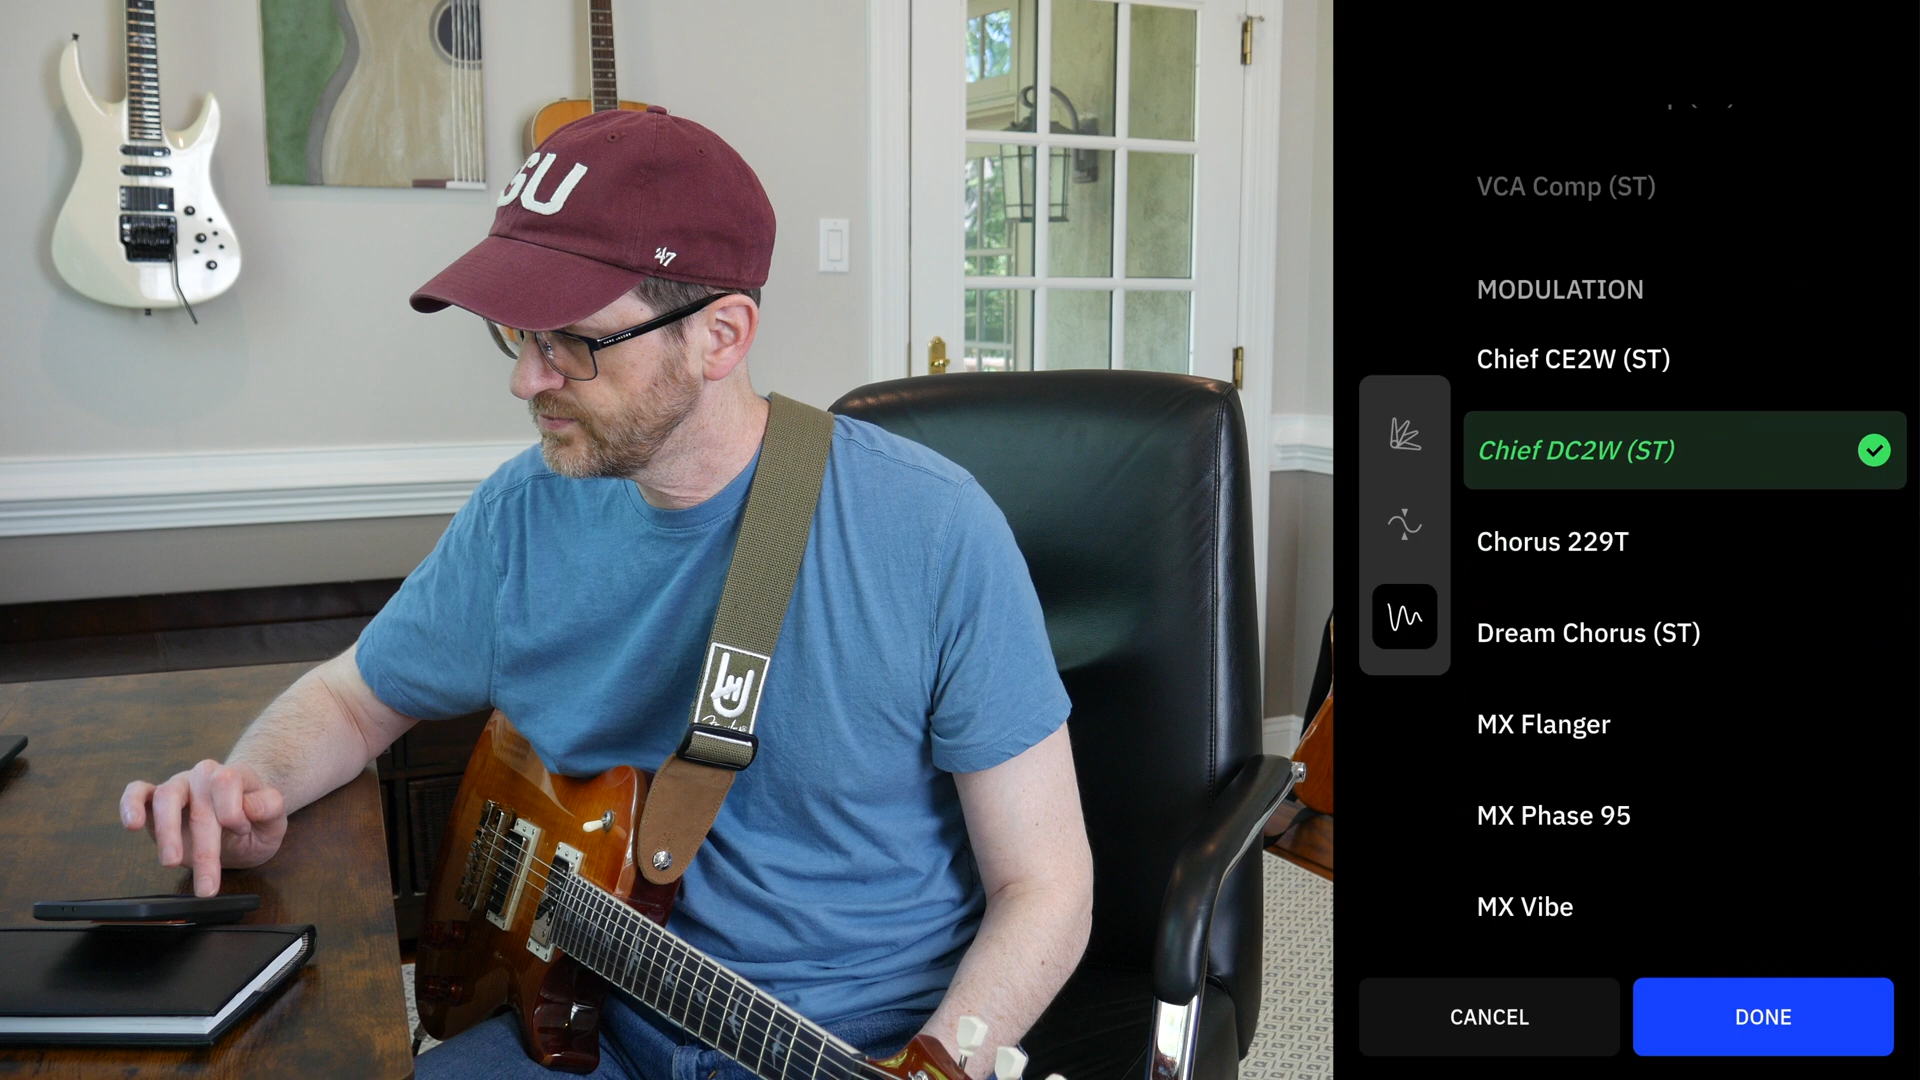 SU
'47
VCA Comp (ST)
MODULATION
Chief CE2W (ST)
Chief DC2W (ST)
Chorus 229T
Dream Chorus (ST)
MX Flanger
MX Phase 95
MX Vibe
CANCEL
DONE